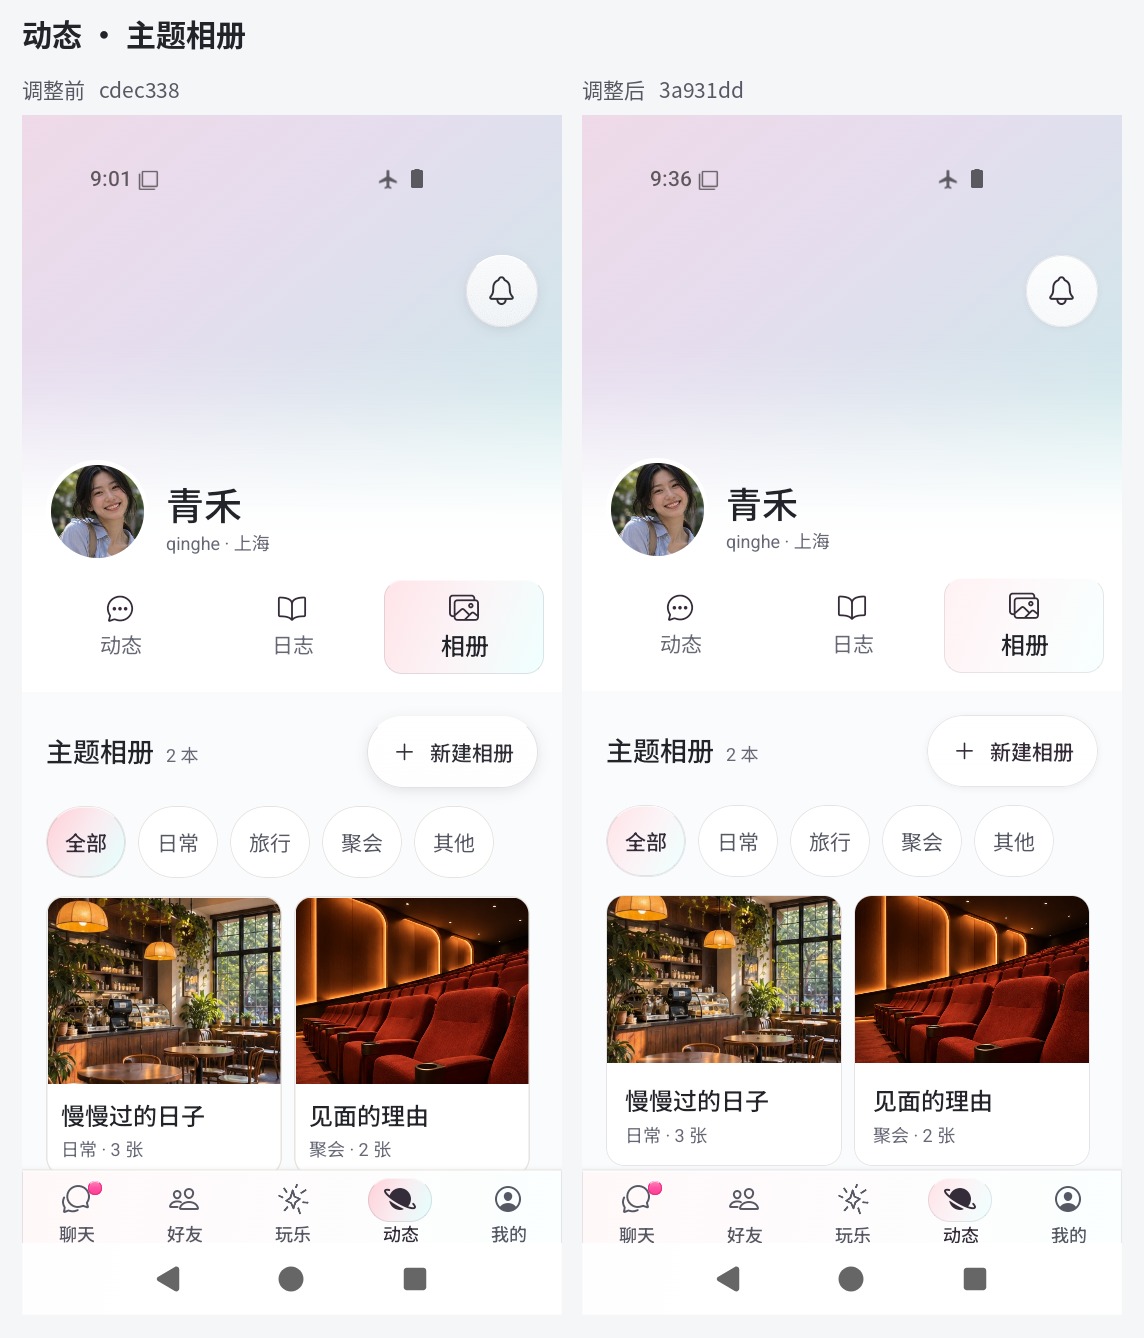 动态 · 主题相册
调整前 cdec338
9:01
青禾
qinghe · 上海
动态 日志 相册
主题相册 2 本 + 新建相册
全部 日常 旅行 聚会 其他
慢慢过的日子 见面的理由
日常 · 3 张 聚会 · 2 张
聊天 好友 玩乐 动态 我的
调整后 3a931dd
9:36
青禾
qinghe · 上海
动态 日志 相册
主题相册 2 本 + 新建相册
全部 日常 旅行 聚会 其他
慢慢过的日子 见面的理由
日常 · 3 张 聚会 · 2 张
聊天 好友 玩乐 动态 我的